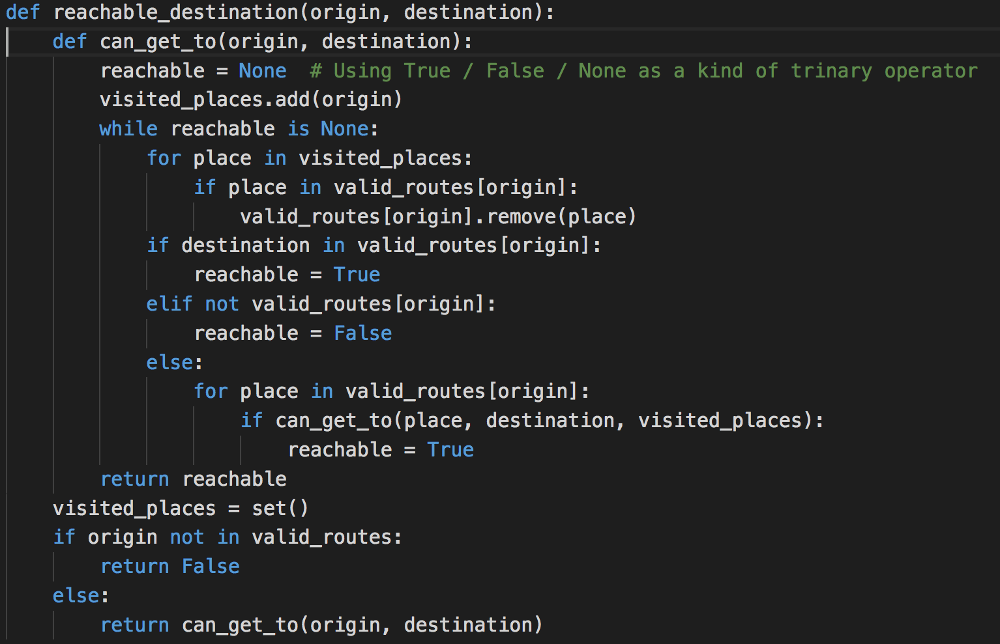 def reachable_destination(origin, destination):
    def can_get_to(origin, destination):
        reachable = None  # Using True / False / None as a kind of trinary operator
        visited_places.add(origin)
        while reachable is None:
            for place in visited_places:
                if place in valid_routes[origin]:
                    valid_routes[origin].remove(place)
            if destination in valid_routes[origin]:
                reachable = True
            elif not valid_routes[origin]:
                reachable = False
            else:
                for place in valid_routes[origin]:
                    if can_get_to(place, destination, visited_places):
                        reachable = True
        return reachable
    visited_places = set()
    if origin not in valid_routes:
        return False
    else:
        return can_get_to(origin, destination)